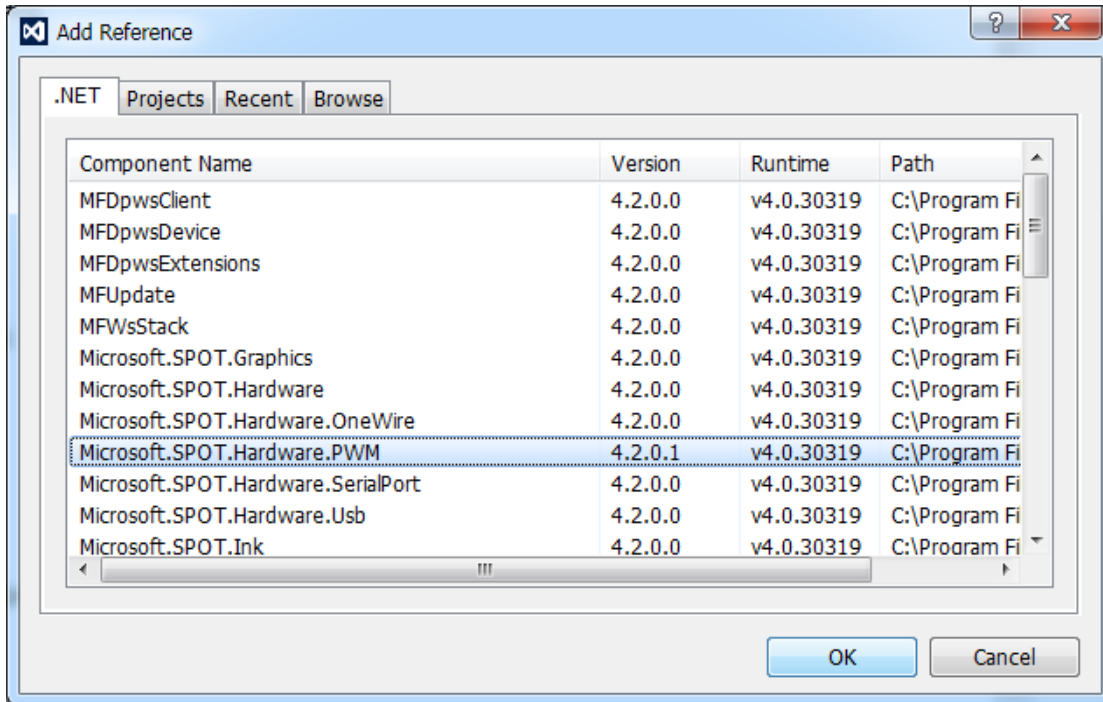 Add Reference
.NET Projects Recent Browse
Component Name Version Runtime Path
MFDpwsClient 4.2.0.0 v4.0.30319 C:\Program Fi
MFDpwsDevice 4.2.0.0 v4.0.30319 C:\Program Fi
MFDpwsExtensions 4.2.0.0 v4.0.30319 C:\Program Fi
MFUpdate 4.2.0.0 v4.0.30319 C:\Program Fi
MFWsStack 4.2.0.0 v4.0.30319 C:\Program Fi
Microsoft.SPOT.Graphics 4.2.0.0 v4.0.30319 C:\Program Fi
Microsoft.SPOT.Hardware 4.2.0.0 v4.0.30319 C:\Program Fi
Microsoft.SPOT.Hardware.OneWire 4.2.0.0 v4.0.30319 C:\Program Fi
Microsoft.SPOT.Hardware.PWM 4.2.0.1 v4.0.30319 C:\Program Fi
Microsoft.SPOT.Hardware.SerialPort 4.2.0.0 v4.0.30319 C:\Program Fi
Microsoft.SPOT.Hardware.Usb 4.2.0.0 v4.0.30319 C:\Program Fi
Microsoft.SPOT.Ink 4.2.0.0 v4.0.30319 C:\Program Fi
OK Cancel